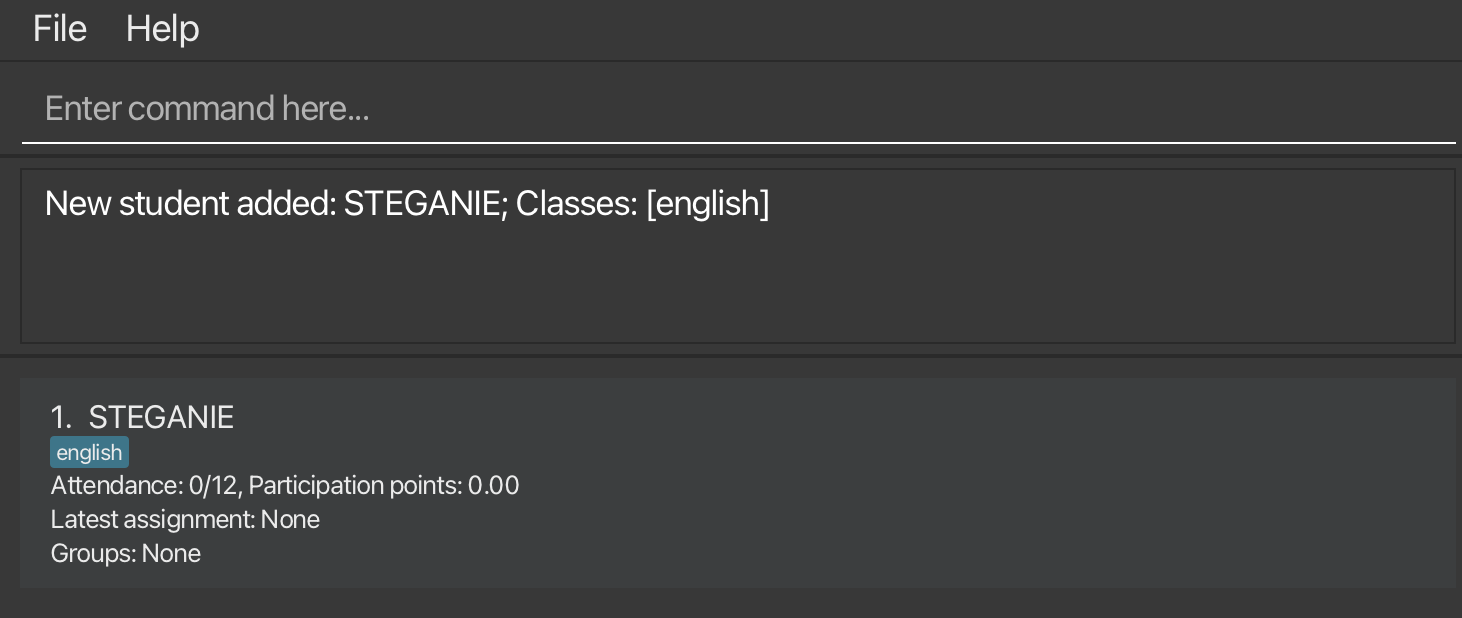 File Help
Enter command here...
New student added: STEGANIE; Classes: [english]
1. STEGANIE
english
Attendance: 0/12, Participation points: 0.00
Latest assignment: None
Groups: None